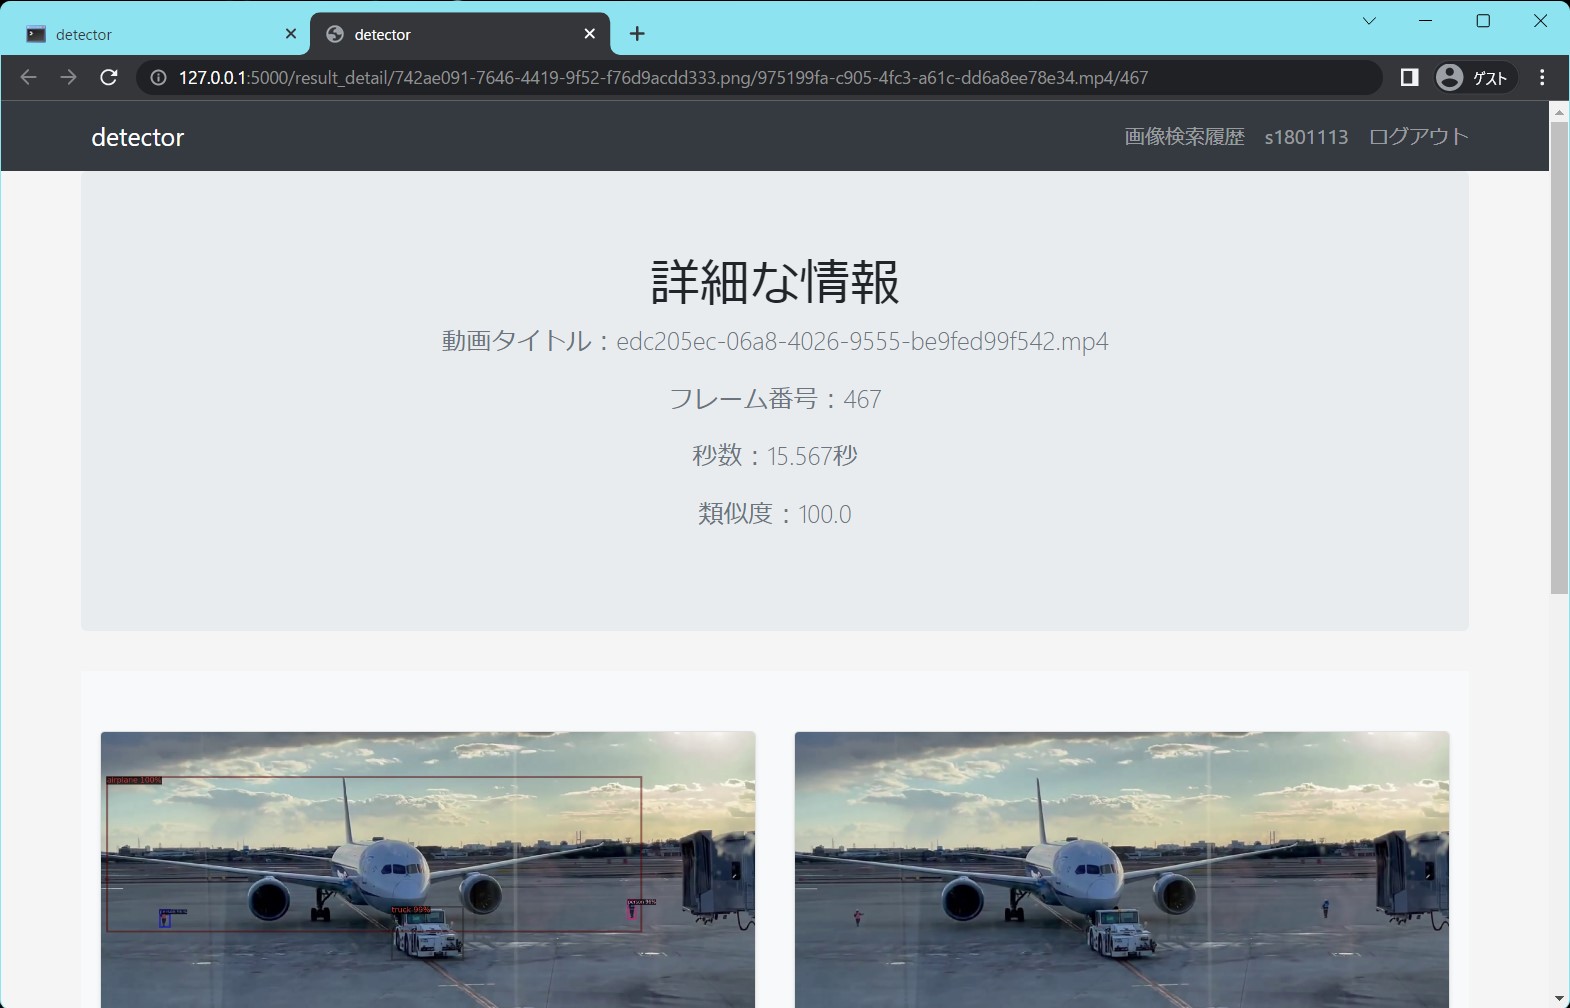 detector
detector
127.0.0.1:5000/result_detail/742ae091-7646-4419-9f52-f76d9acdd333.png/975199fa-c905-4fc3-a61c-dd6a8ee78e34.mp4/467
ゲスト
detector
画像検索履歴 s1801113 ログアウト
詳細な情報
動画タイトル：edc205ec-06a8-4026-9555-be9fed99f542.mp4
フレーム番号：467
秒数：15.567秒
類似度：100.0
airplane 100%
truck 99%